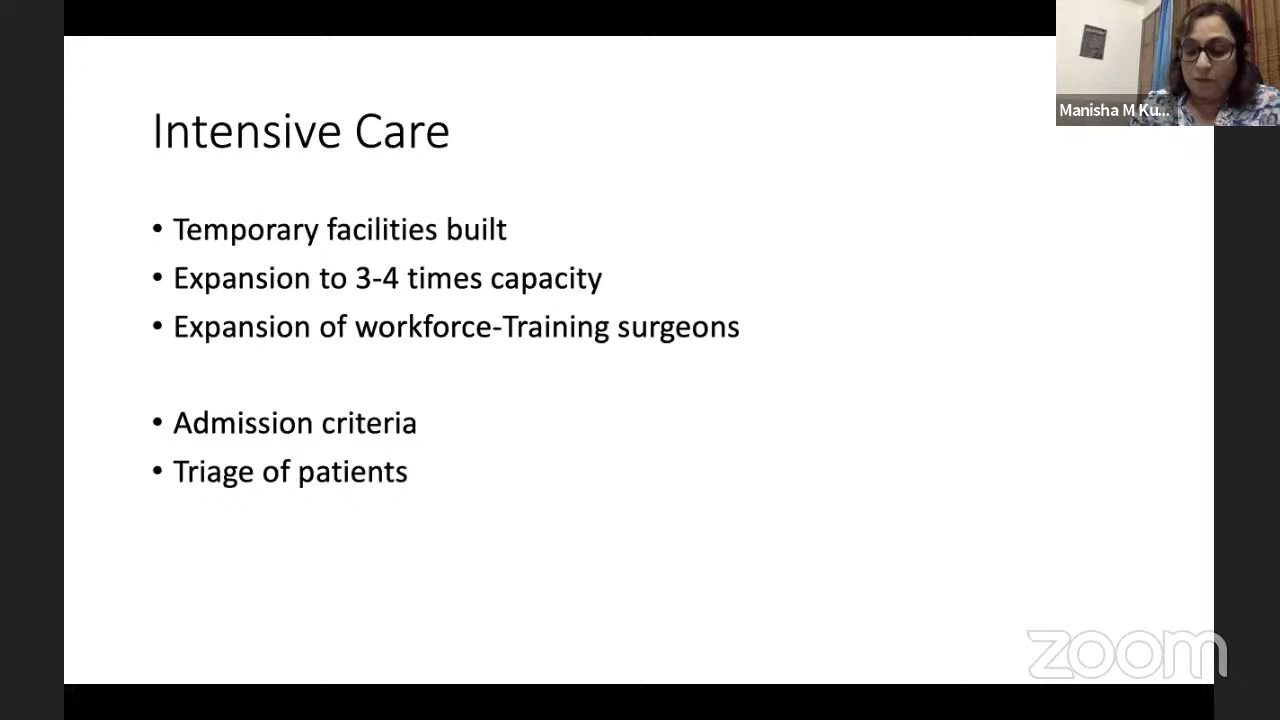 Manisha M Ku...
Intensive Care
• Temporary facilities built
• Expansion to 3-4 times capacity
• Expansion of workforce-Training surgeons
• Admission criteria
• Triage of patients
zoom